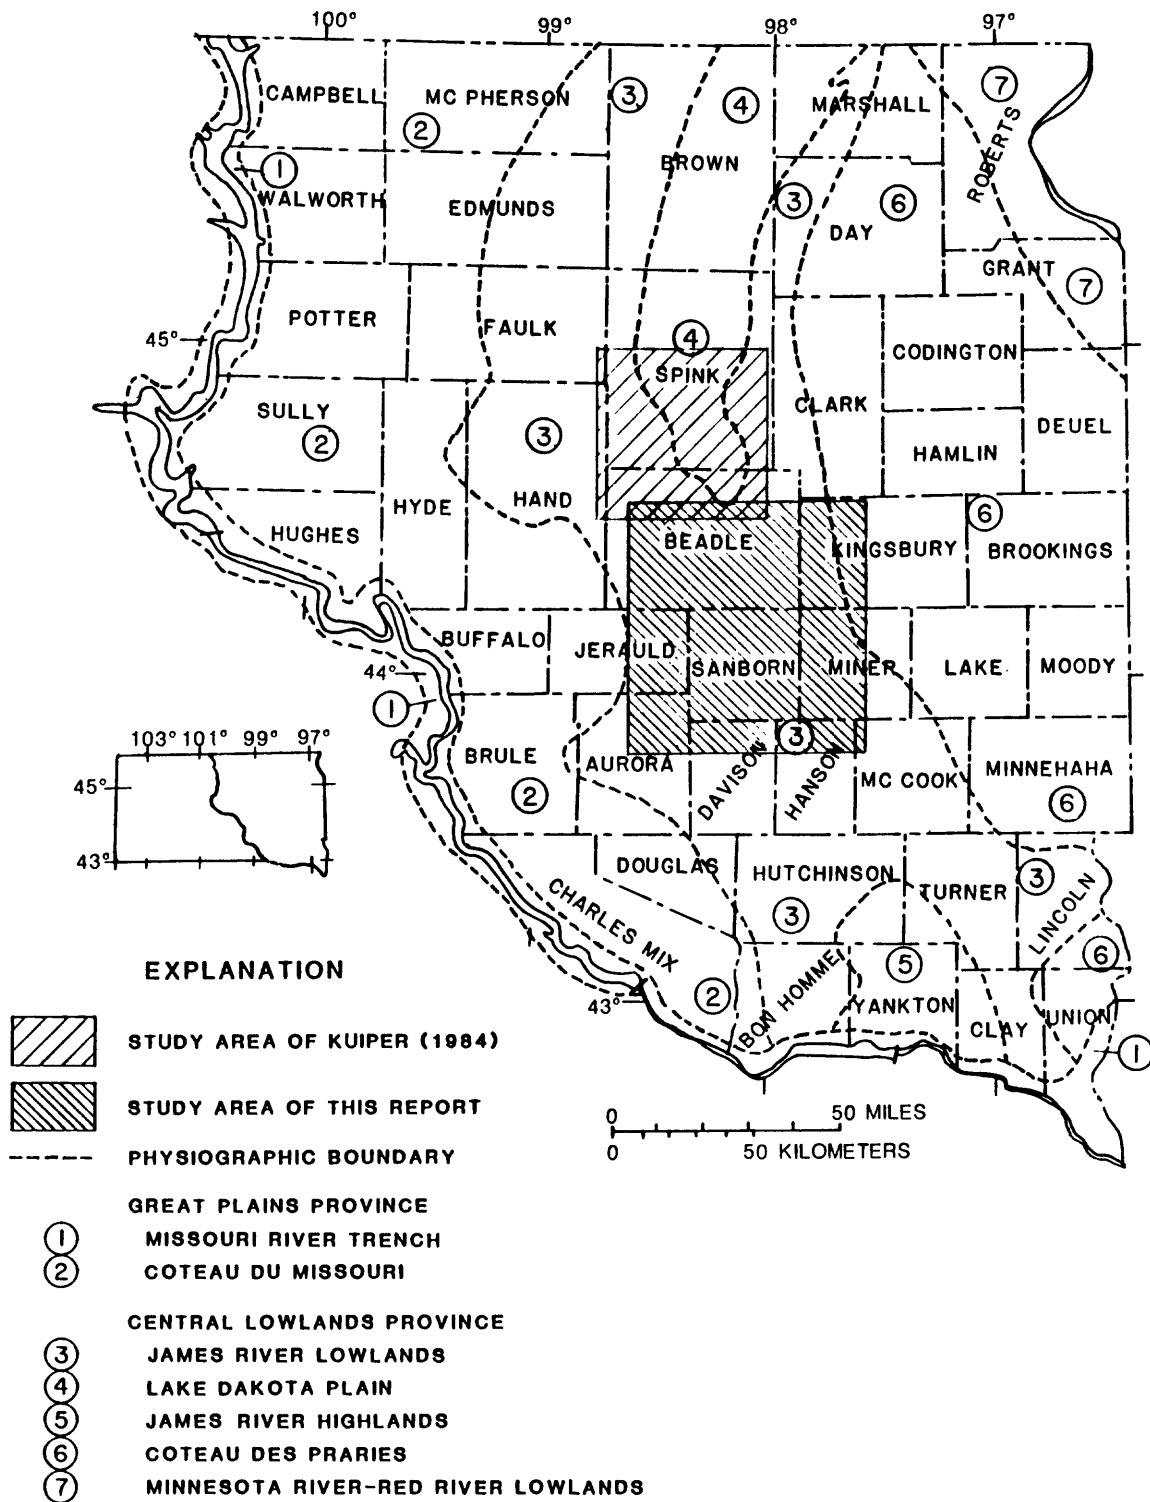 100° 99° 98° 97°
CAMPBELL MC PHERSON 3 4 MARSHALL 7
2 BROWN ROBERTS
1 WALWORTH EDMUNDS 3 6
DAY
GRANT 7
POTTER FAULK
45° 4 CODINGTON
SPINK
SULLY CLARK DEUEL
2 3 HAMLIN
HYDE HAND 6
HUGHES BEADLE KINGSBURY BROOKINGS
BUFFALO JERAULD SANBORN MINER LAKE MOODY
44°
1
103° 101° 99° 97° BRULE AURORA DAVISON 3 HANSON MC COOK MINNEHAHA
45° 2 6
43° DOUGLAS HUTCHINSON TURNER 3 LINCOLN
CHARLES MIX 3 6
43° 2 BON HOMME 5 YANKTON CLAY UNION 1
EXPLANATION
STUDY AREA OF KUIPER (1984)
STUDY AREA OF THIS REPORT
0 50 MILES
0 50 KILOMETERS
PHYSIOGRAPHIC BOUNDARY
GREAT PLAINS PROVINCE
1 MISSOURI RIVER TRENCH
2 COTEAU DU MISSOURI
CENTRAL LOWLANDS PROVINCE
3 JAMES RIVER LOWLANDS
4 LAKE DAKOTA PLAIN
5 JAMES RIVER HIGHLANDS
6 COTEAU DES PRARIES
7 MINNESOTA RIVER-RED RIVER LOWLANDS